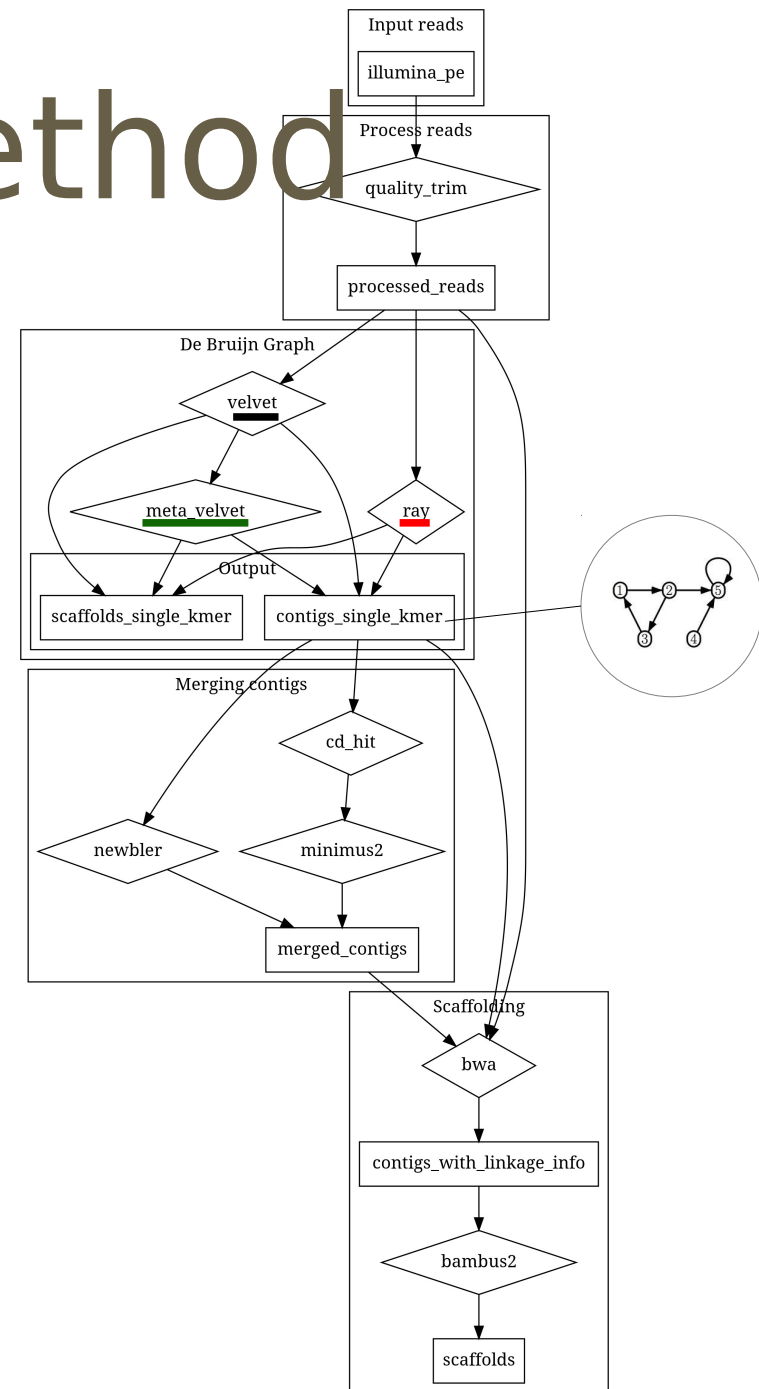 Input reads
illumina_pe
ethod
Process reads
quality_trim
processed_reads
De Bruijn Graph
velvet
meta_velvet
ray
Output
scaffolds_single_kmer
contigs_single_kmer
1
2
5
3
4
Merging contigs
cd_hit
newbler
minimus2
merged_contigs
Scaffolding
bwa
contigs_with_linkage_info
bambus2
scaffolds